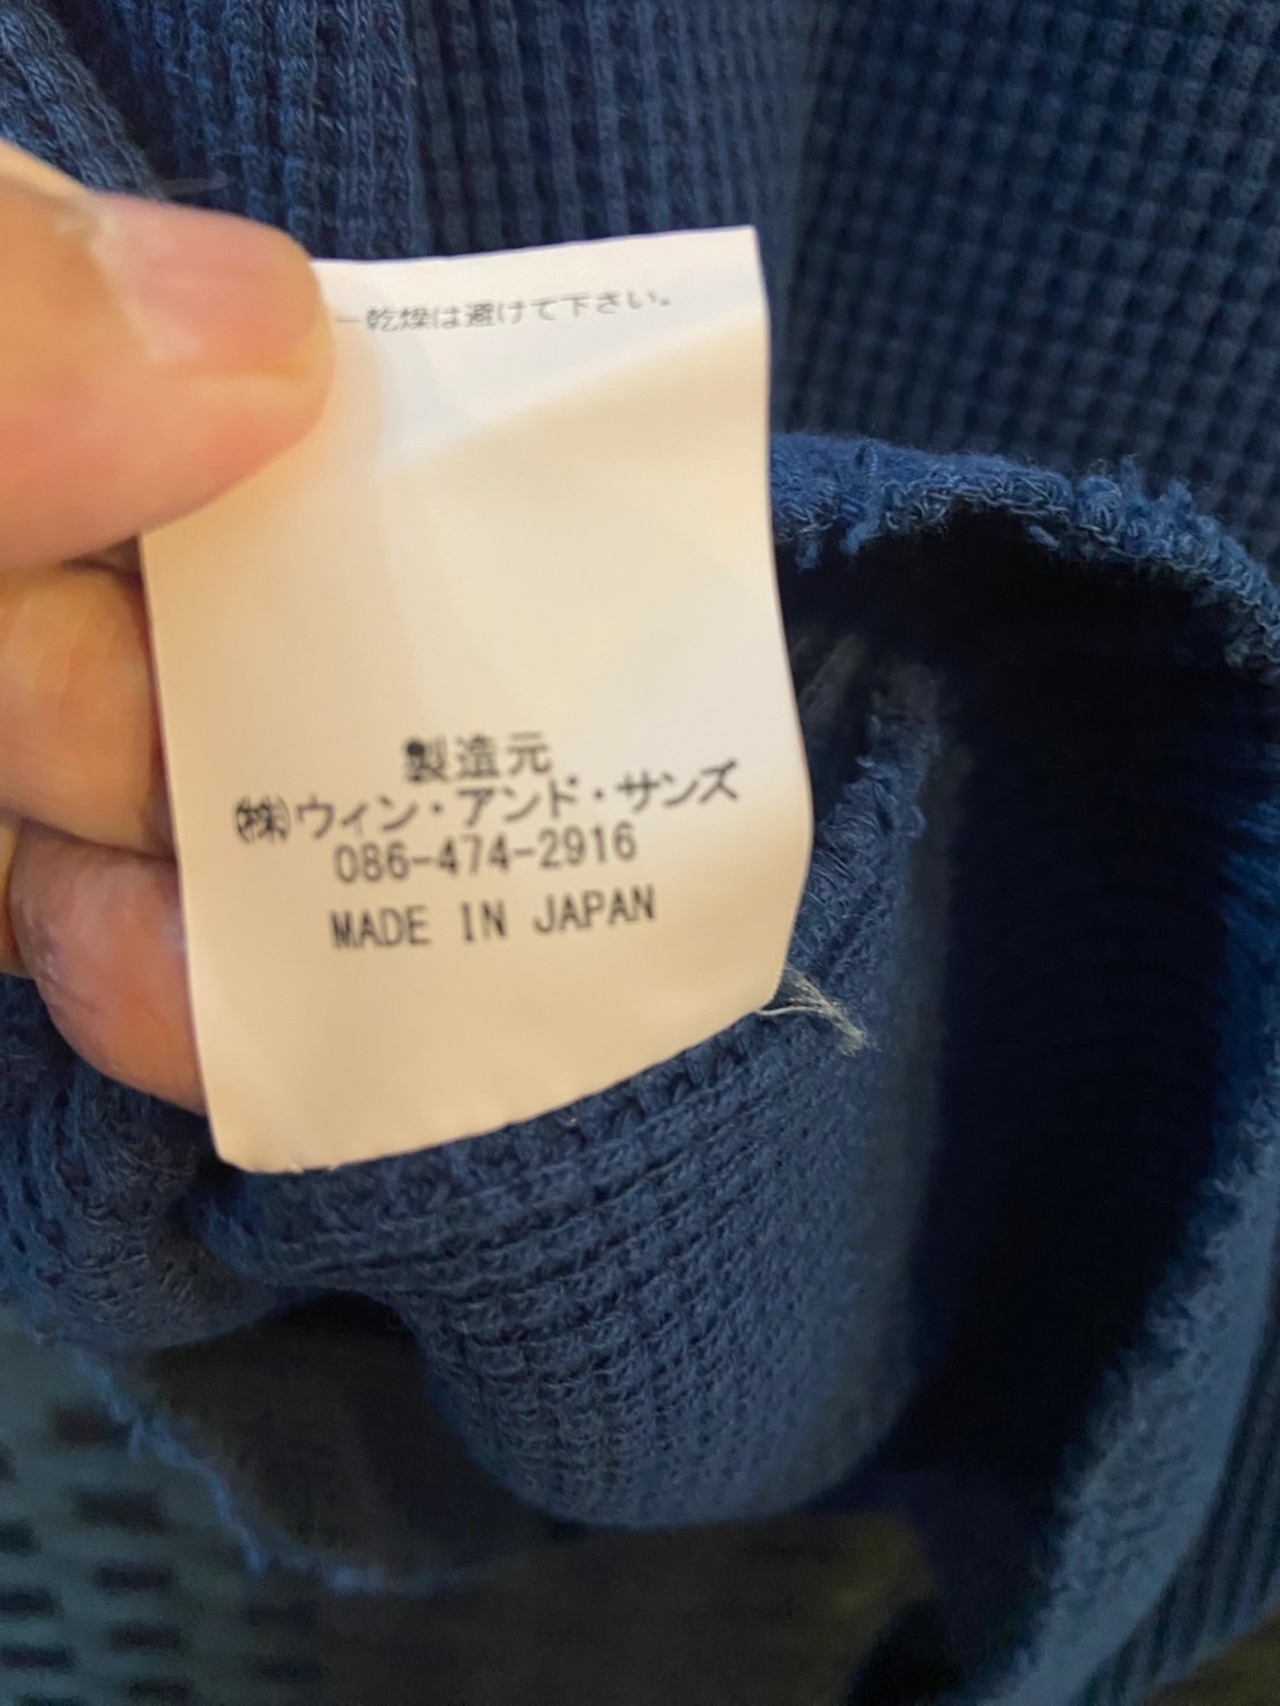 ー乾燥は避けて下さい。
製造元
㈱ウィン・アンド・サンズ
086-474-2916
MADE IN JAPAN